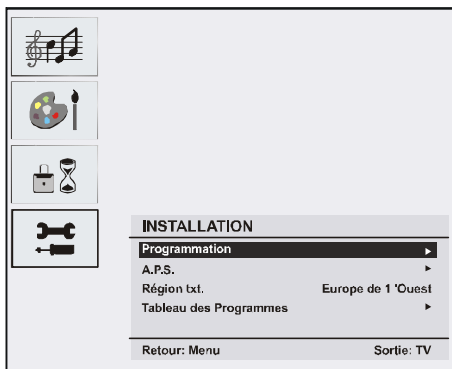 INSTALLATION
Programmation ►
A.P.S. ►
Région txt. Europe de 1 'Ouest
Tableau des Programmes ►
Retour: Menu Sortie: TV